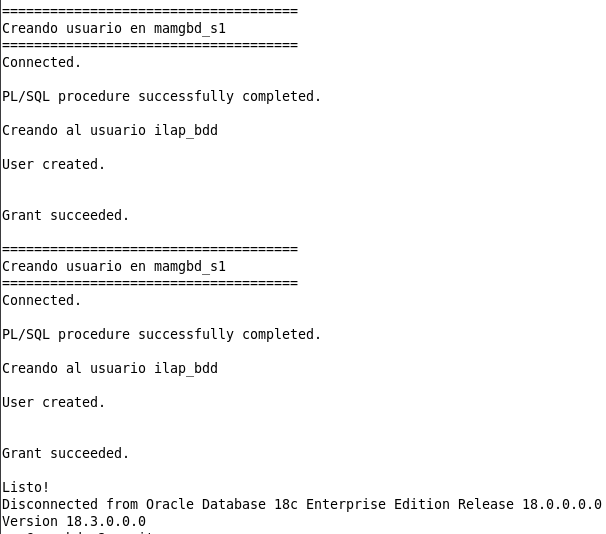 =====================================
Creando usuario en mamgbd_s1
=====================================
Connected.
PL/SQL procedure successfully completed.
Creando al usuario ilap_bdd
User created.
Grant succeeded.
=====================================
Creando usuario en mamgbd_s1
=====================================
Connected.
PL/SQL procedure successfully completed.
Creando al usuario ilap_bdd
User created.
Grant succeeded.
Listo!
Disconnected from Oracle Database 18c Enterprise Edition Release 18.0.0.0.0
Version 18.3.0.0.0